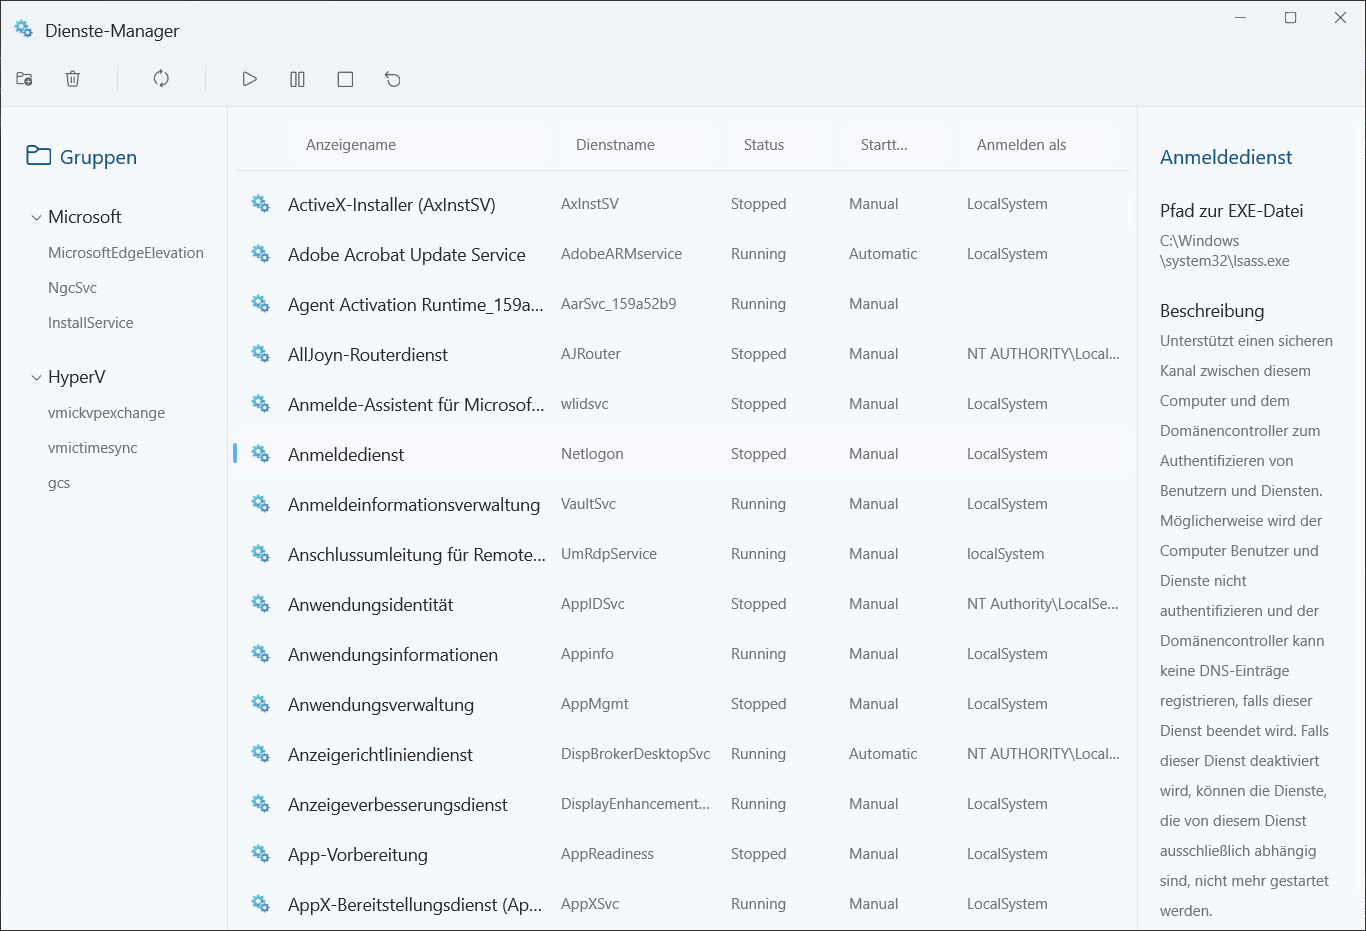 Dienste-Manager
Gruppen
Microsoft
MicrosoftEdgeElevation
NgcSvc
InstallService
HyperV
vmickvpexchange
vmictimesync
gcs
Anzeigename Dienstname Status Startt... Anmelden als
ActiveX-Installer (AxInstSV) AxInstSV Stopped Manual LocalSystem
Adobe Acrobat Update Service AdobeARMservice Running Automatic LocalSystem
Agent Activation Runtime_159a... AarSvc_159a52b9 Running Manual
AllJoyn-Routerdienst AJRouter Stopped Manual NT AUTHORITY\Local...
Anmelde-Assistent für Microsof... wlidsvc Stopped Manual LocalSystem
Anmeldedienst Netlogon Stopped Manual LocalSystem
Anmeldeinformationsverwaltung VaultSvc Running Manual LocalSystem
Anschlussumleitung für Remote... UmRdpService Running Manual localSystem
Anwendungsidentität AppIDSvc Stopped Manual NT Authority\LocalSe...
Anwendungsinformationen Appinfo Running Manual LocalSystem
Anwendungsverwaltung AppMgmt Stopped Manual LocalSystem
Anzeigerichtliniendienst DispBrokerDesktopSvc Running Automatic NT AUTHORITY\Local...
Anzeigeverbesserungsdienst DisplayEnhancement... Running Manual LocalSystem
App-Vorbereitung AppReadiness Stopped Manual LocalSystem
AppX-Bereitstellungsdienst (Ap... AppXSvc Running Manual LocalSystem
Anmeldedienst
Pfad zur EXE-Datei
C:\Windows
\system32\lsass.exe
Beschreibung
Unterstützt einen sicheren
Kanal zwischen diesem
Computer und dem
Domänencontroller zum
Authentifizieren von
Benutzern und Diensten.
Möglicherweise wird der
Computer Benutzer und
Dienste nicht
authentifizieren und der
Domänencontroller kann
keine DNS-Einträge
registrieren, falls dieser
Dienst beendet wird. Falls
dieser Dienst deaktiviert
wird, können die Dienste,
die von diesem Dienst
ausschließlich abhängig
sind, nicht mehr gestartet
werden.